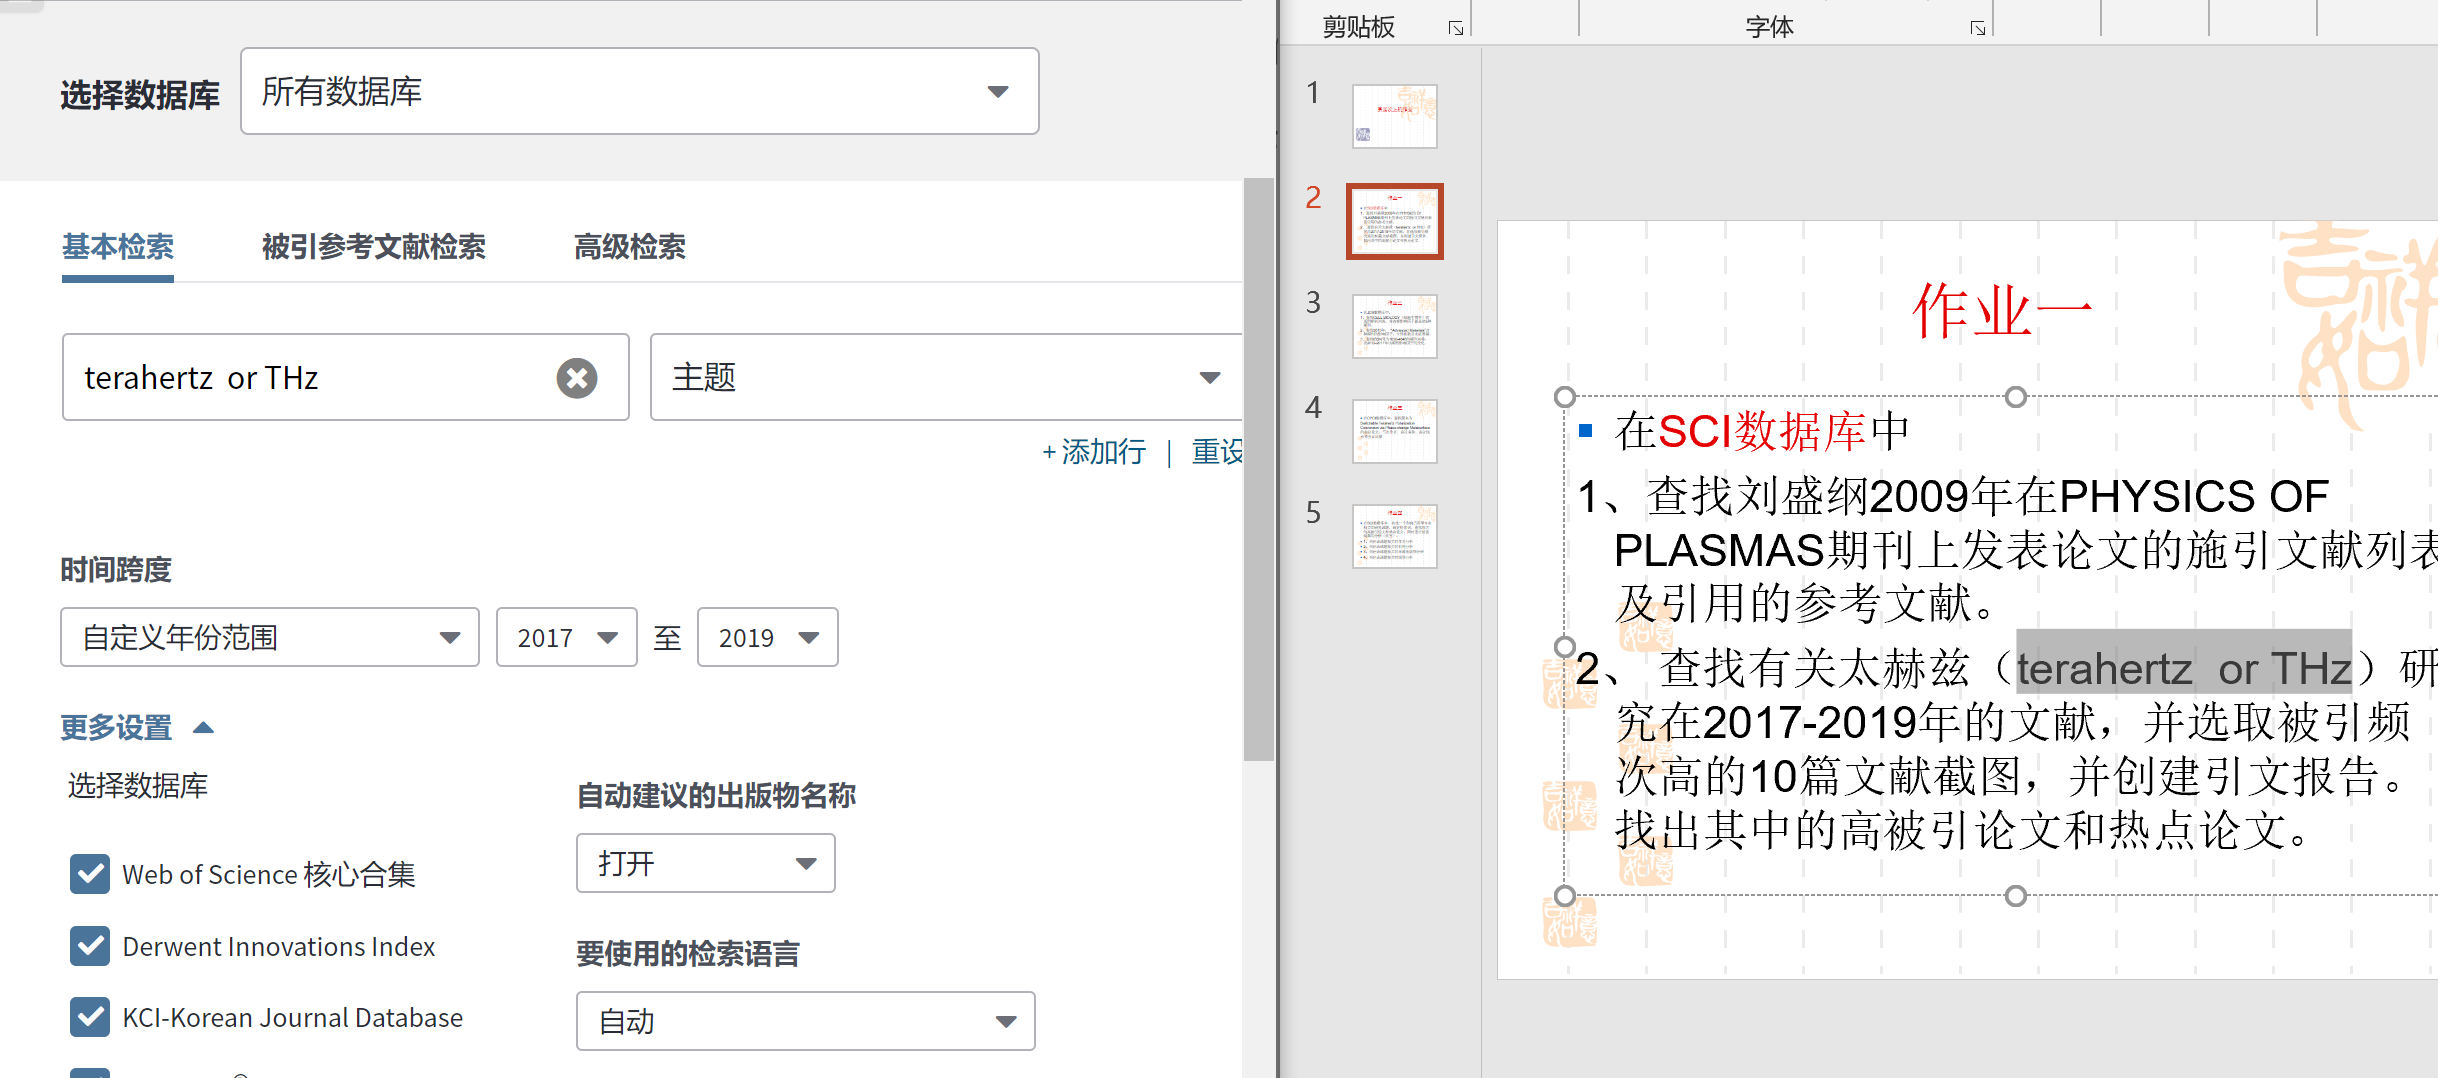 选择数据库
所有数据库
基本检索
被引参考文献检索
高级检索
terahertz  or THz
主题
+ 添加行 | 重设
时间跨度
自定义年份范围
2017
至
2019
更多设置
选择数据库
Web of Science 核心合集
Derwent Innovations Index
KCI-Korean Journal Database
自动建议的出版物名称
打开
要使用的检索语言
自动
剪贴板
字体
1
2
3
4
5
作业一
在SCI数据库中
1、查找刘盛纲2009年在PHYSICS OF
PLASMAS期刊上发表论文的施引文献列表
及引用的参考文献。
2、 查找有关太赫兹（terahertz  or THz）研
究在2017-2019年的文献，并选取被引频
次高的10篇文献截图，并创建引文报告。
找出其中的高被引论文和热点论文。